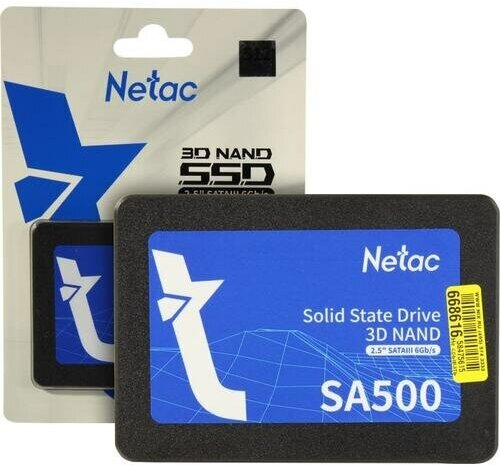 Netac
3D NAND
SSD
2.5" SATAIII 6Gb/s
Netac
Solid State Drive
3D NAND
2.5" SATAIII 6Gb/s
SA500
668616